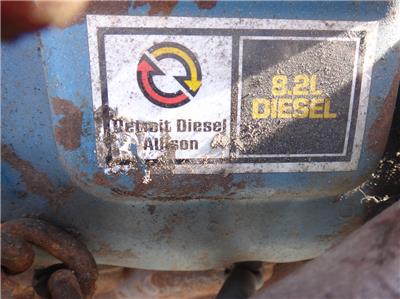 Detroit Diesel
Allison
8.2L
DIESEL